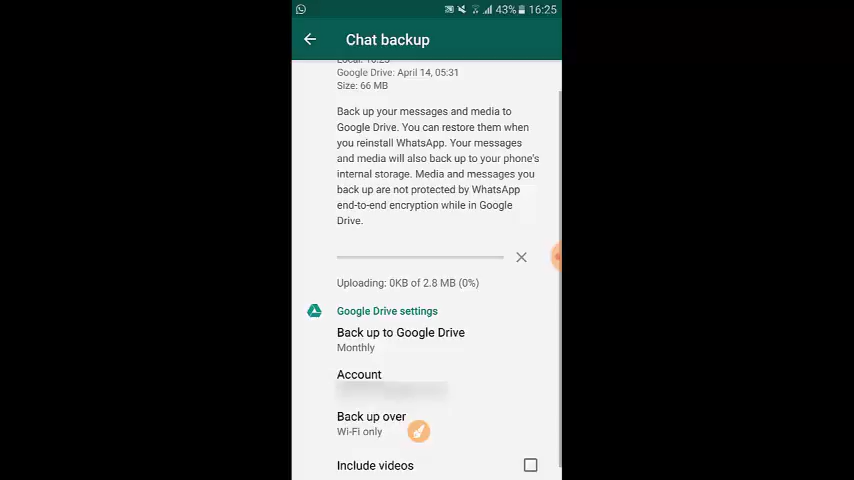 43% 16:25
Chat backup
Local: 16:25
Google Drive: April 14, 05:31
Size: 66 MB
Back up your messages and media to
Google Drive. You can restore them when
you reinstall WhatsApp. Your messages
and media will also back up to your phone's
internal storage. Media and messages you
back up are not protected by WhatsApp
end-to-end encryption while in Google
Drive.
Uploading: 0KB of 2.8 MB (0%)
Google Drive settings
Back up to Google Drive
Monthly
Account
Back up over
Wi-Fi only
Include videos